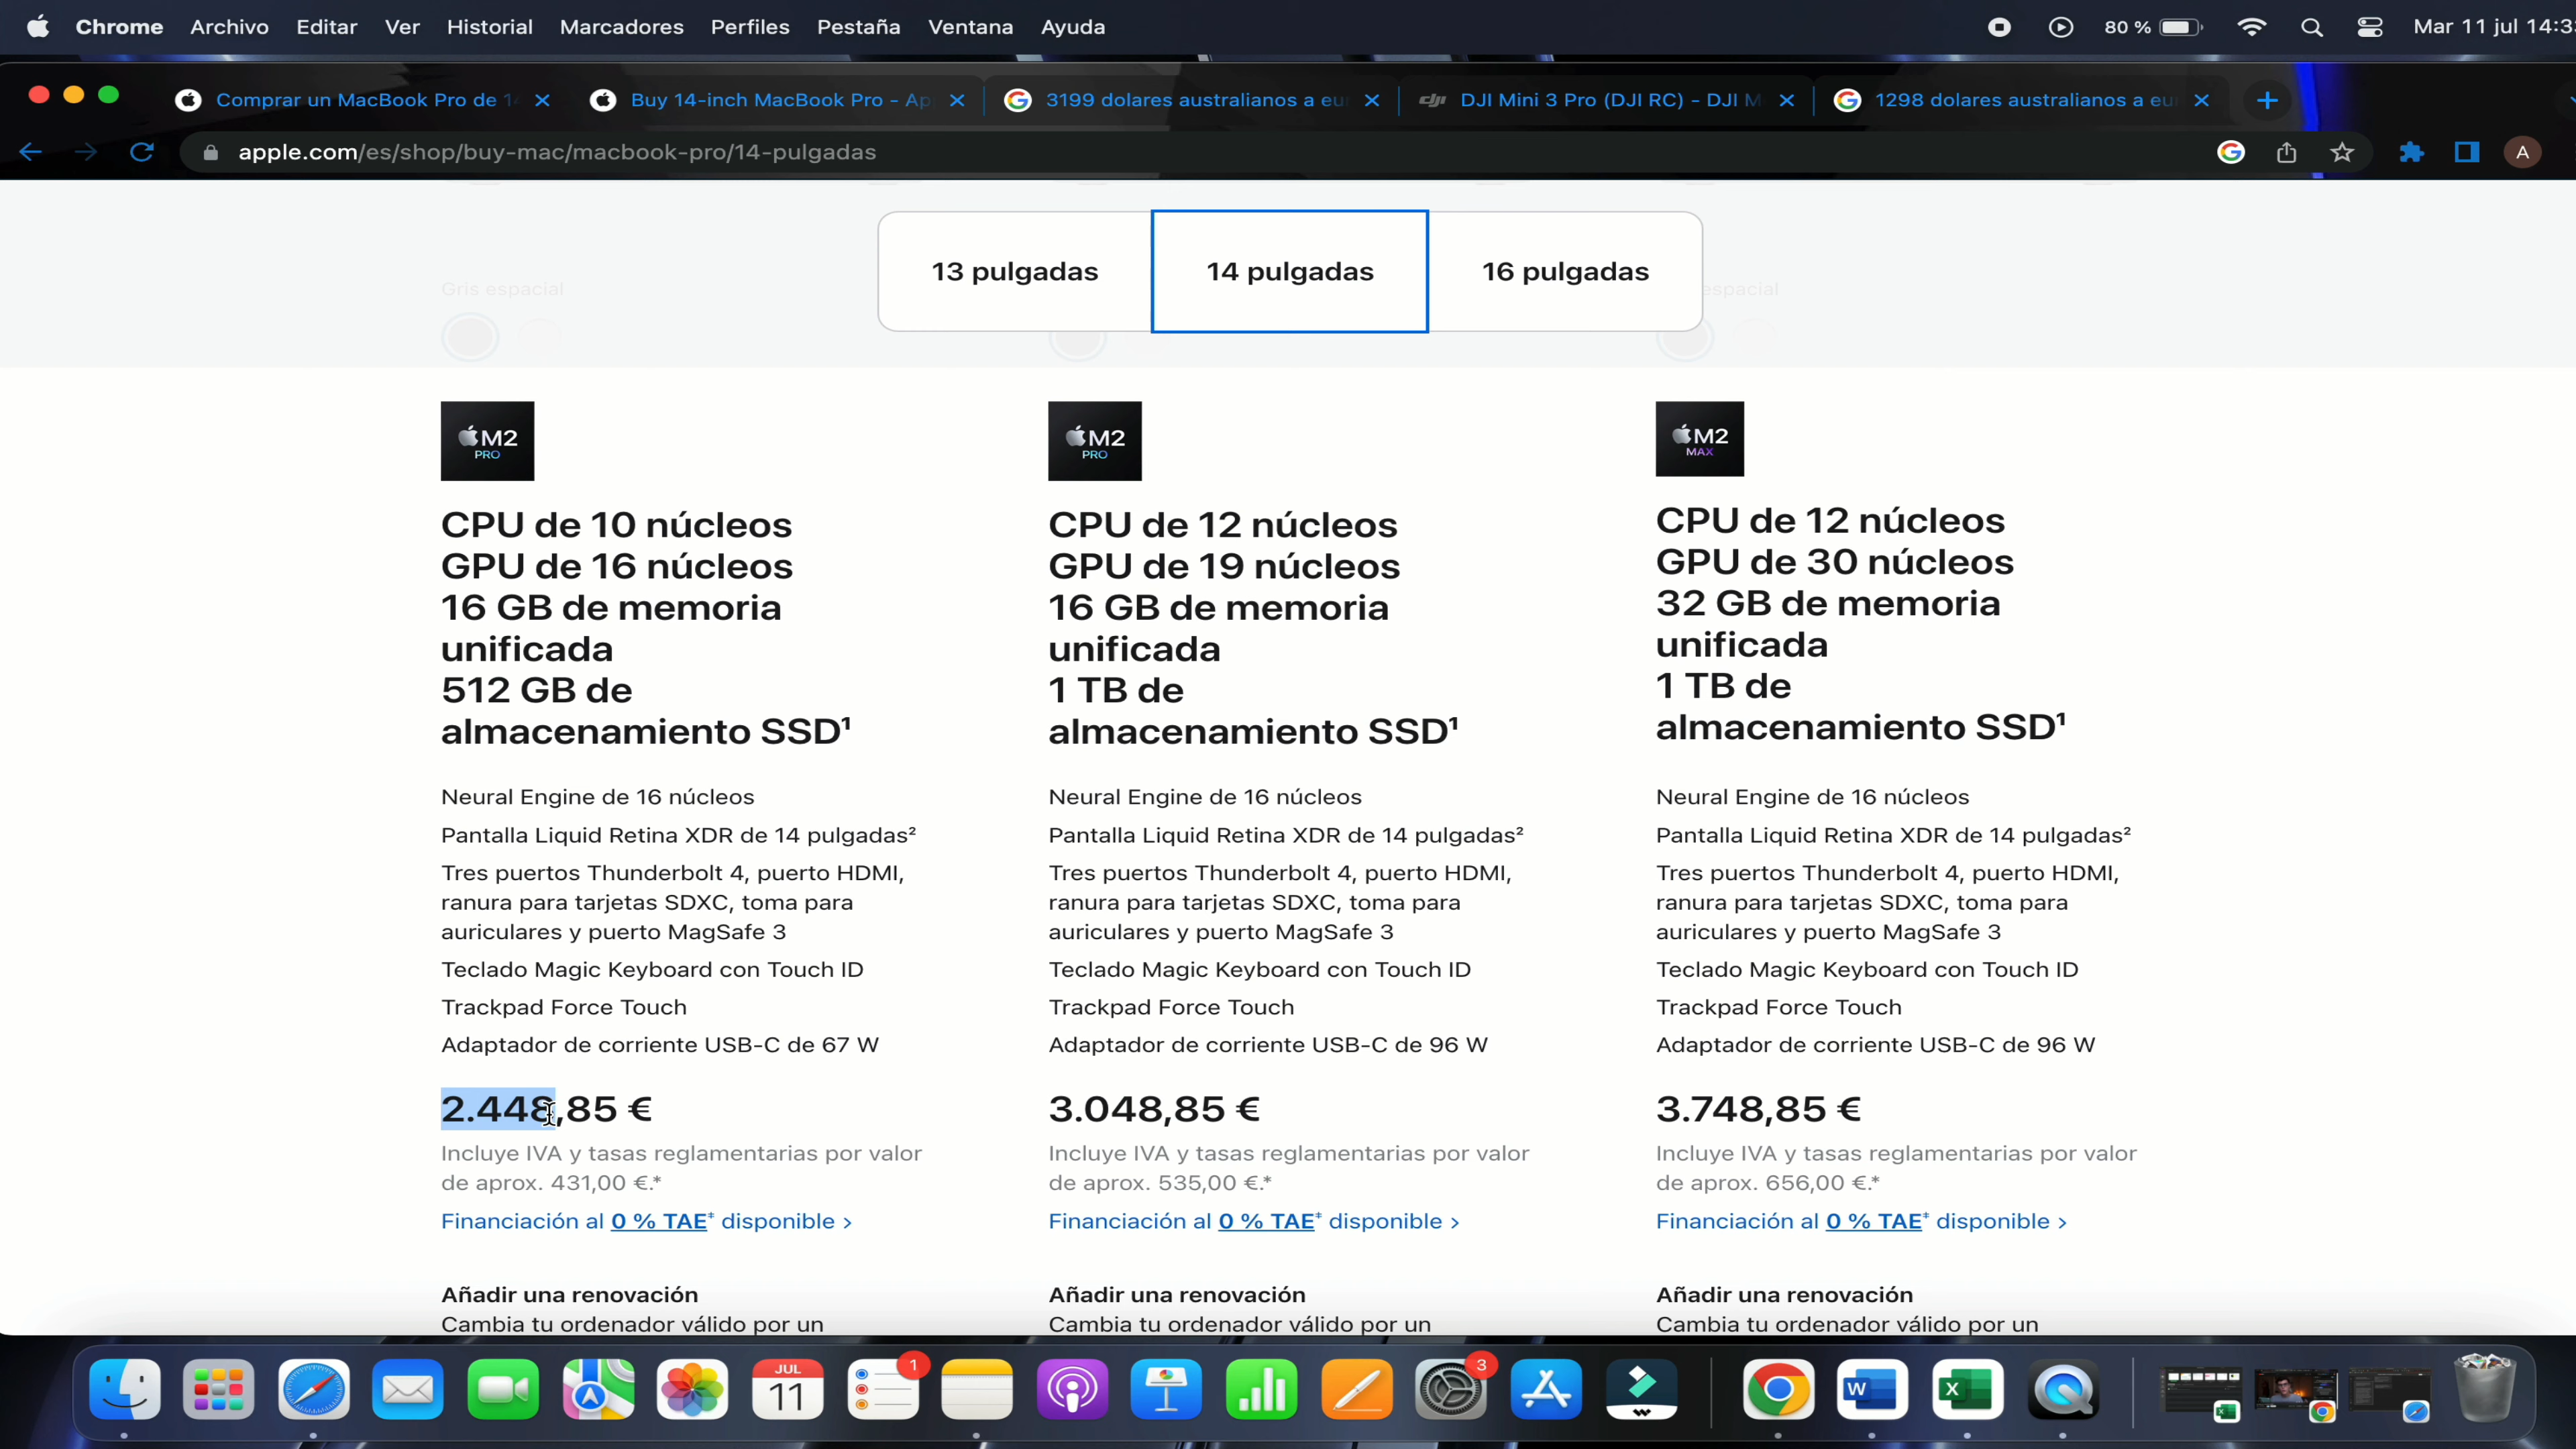 Chrome Archivo Editar Ver Historial Marcadores Perfiles Pestaña Ventana Ayuda 80 % Mar 11 jul 14:3
Comprar un MacBook Pro de 1 Buy 14-inch MacBook Pro - Ap 3199 dolares australianos a eu dji DJI Mini 3 Pro (DJI RC) - DJI M 1298 dolares australianos a eu
apple.com/es/shop/buy-mac/macbook-pro/14-pulgadas A
13 pulgadas 14 pulgadas 16 pulgadas
Gris espacial espacial
M2 PRO
CPU de 10 núcleos
GPU de 16 núcleos
16 GB de memoria
unificada
512 GB de
almacenamiento SSD¹
Neural Engine de 16 núcleos
Pantalla Liquid Retina XDR de 14 pulgadas²
Tres puertos Thunderbolt 4, puerto HDMI,
ranura para tarjetas SDXC, toma para
auriculares y puerto MagSafe 3
Teclado Magic Keyboard con Touch ID
Trackpad Force Touch
Adaptador de corriente USB-C de 67 W
2.448,85 €
Incluye IVA y tasas reglamentarias por valor
de aprox. 431,00 €.*
Financiación al 0 % TAE‡ disponible >
Añadir una renovación
Cambia tu ordenador válido por un
M2 PRO
CPU de 12 núcleos
GPU de 19 núcleos
16 GB de memoria
unificada
1 TB de
almacenamiento SSD¹
Neural Engine de 16 núcleos
Pantalla Liquid Retina XDR de 14 pulgadas²
Tres puertos Thunderbolt 4, puerto HDMI,
ranura para tarjetas SDXC, toma para
auriculares y puerto MagSafe 3
Teclado Magic Keyboard con Touch ID
Trackpad Force Touch
Adaptador de corriente USB-C de 96 W
3.048,85 €
Incluye IVA y tasas reglamentarias por valor
de aprox. 535,00 €.*
Financiación al 0 % TAE‡ disponible >
Añadir una renovación
Cambia tu ordenador válido por un
M2 MAX
CPU de 12 núcleos
GPU de 30 núcleos
32 GB de memoria
unificada
1 TB de
almacenamiento SSD¹
Neural Engine de 16 núcleos
Pantalla Liquid Retina XDR de 14 pulgadas²
Tres puertos Thunderbolt 4, puerto HDMI,
ranura para tarjetas SDXC, toma para
auriculares y puerto MagSafe 3
Teclado Magic Keyboard con Touch ID
Trackpad Force Touch
Adaptador de corriente USB-C de 96 W
3.748,85 €
Incluye IVA y tasas reglamentarias por valor
de aprox. 656,00 €.*
Financiación al 0 % TAE‡ disponible >
Añadir una renovación
Cambia tu ordenador válido por un
JUL 11 1 3 W X